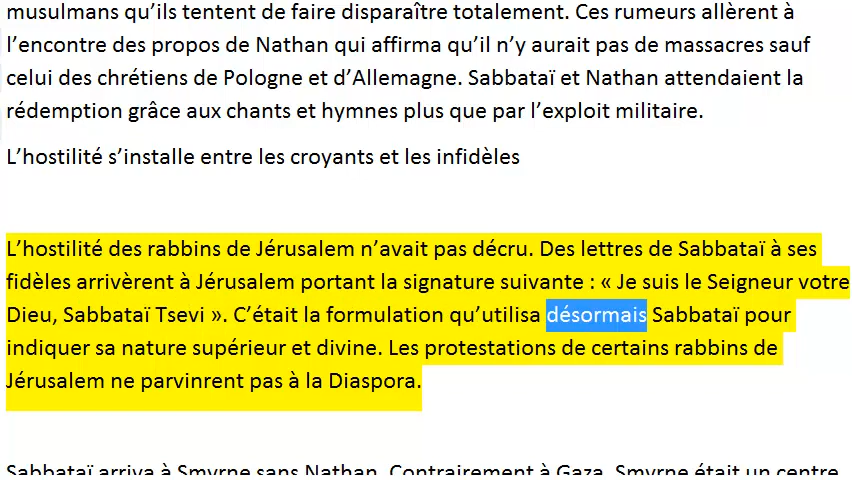 musulmans qu’ils tentent de faire disparaître totalement. Ces rumeurs allèrent à
l’encontre des propos de Nathan qui affirma qu’il n’y aurait pas de massacres sauf
celui des chrétiens de Pologne et d’Allemagne. Sabbataï et Nathan attendaient la
rédemption grâce aux chants et hymnes plus que par l’exploit militaire.
L’hostilité s’installe entre les croyants et les infidèles
L’hostilité des rabbins de Jérusalem n’avait pas décru. Des lettres de Sabbataï à ses
fidèles arrivèrent à Jérusalem portant la signature suivante : « Je suis le Seigneur votre
Dieu, Sabbataï Tsevi ». C’était la formulation qu’utilisa désormais Sabbataï pour
indiquer sa nature supérieur et divine. Les protestations de certains rabbins de
Jérusalem ne parvinrent pas à la Diaspora.
Sabbataï arriva à Smyrne sans Nathan. Contrairement à Gaza, Smyrne était un centre